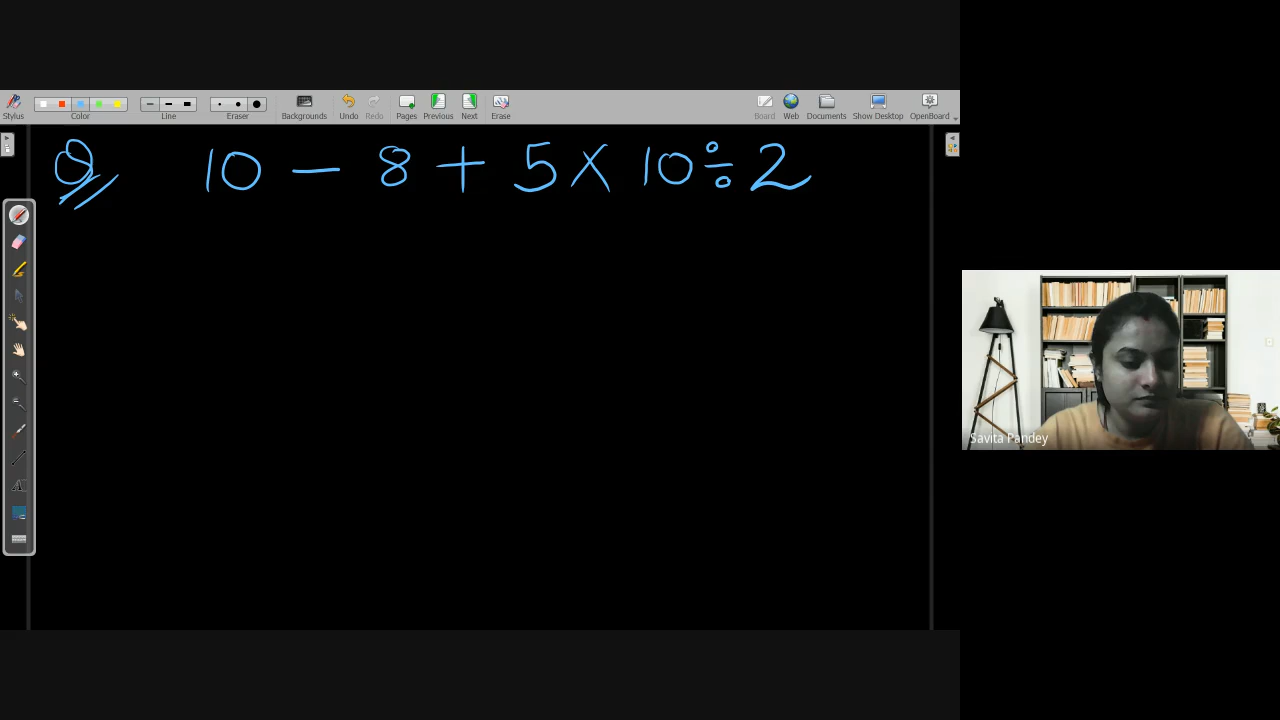 Stylus
Color
Line
Eraser
Backgrounds
Undo
Redo
Pages
Previous
Next
Erase
Board
Web
Documents
Show Desktop
OpenBoard
Q 10 - 8 + 5 X 10 ÷ 2
Savita Pandey